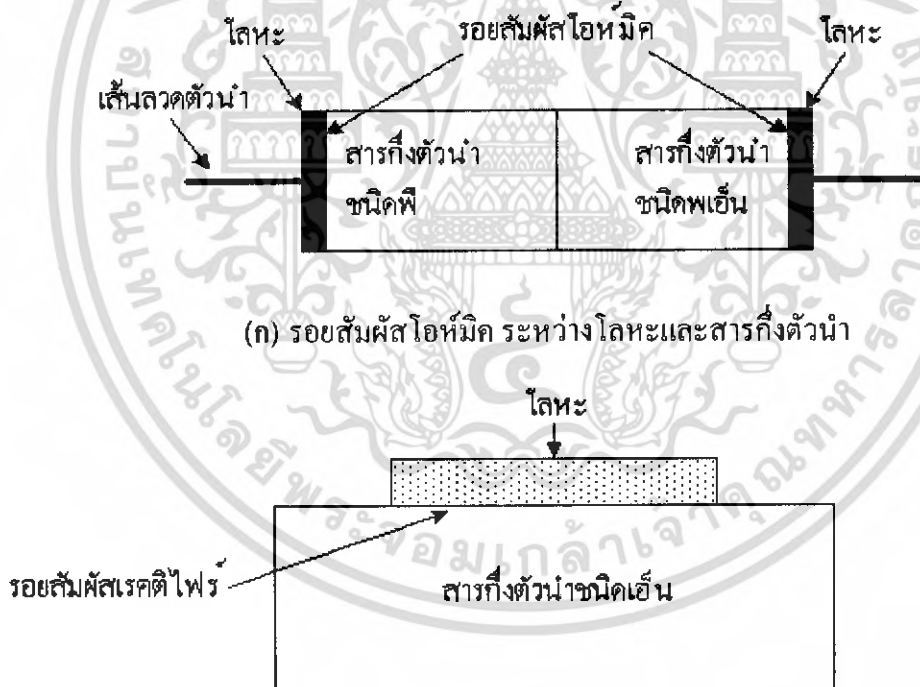 โลหะ
รอยสัมผัสโอห์มิค
โลหะ
เส้นลวดตัวนำ
สารกึ่งตัวนำ
ชนิดพี
สารกึ่งตัวนำ
ชนิดพเอ็น
(ก) รอยสัมผัสโอห์มิค ระหว่างโลหะและสารกึ่งตัวนำ
โลหะ
รอยสัมผัสเรคติไฟร์
สารกึ่งตัวนำชนิดเอ็น